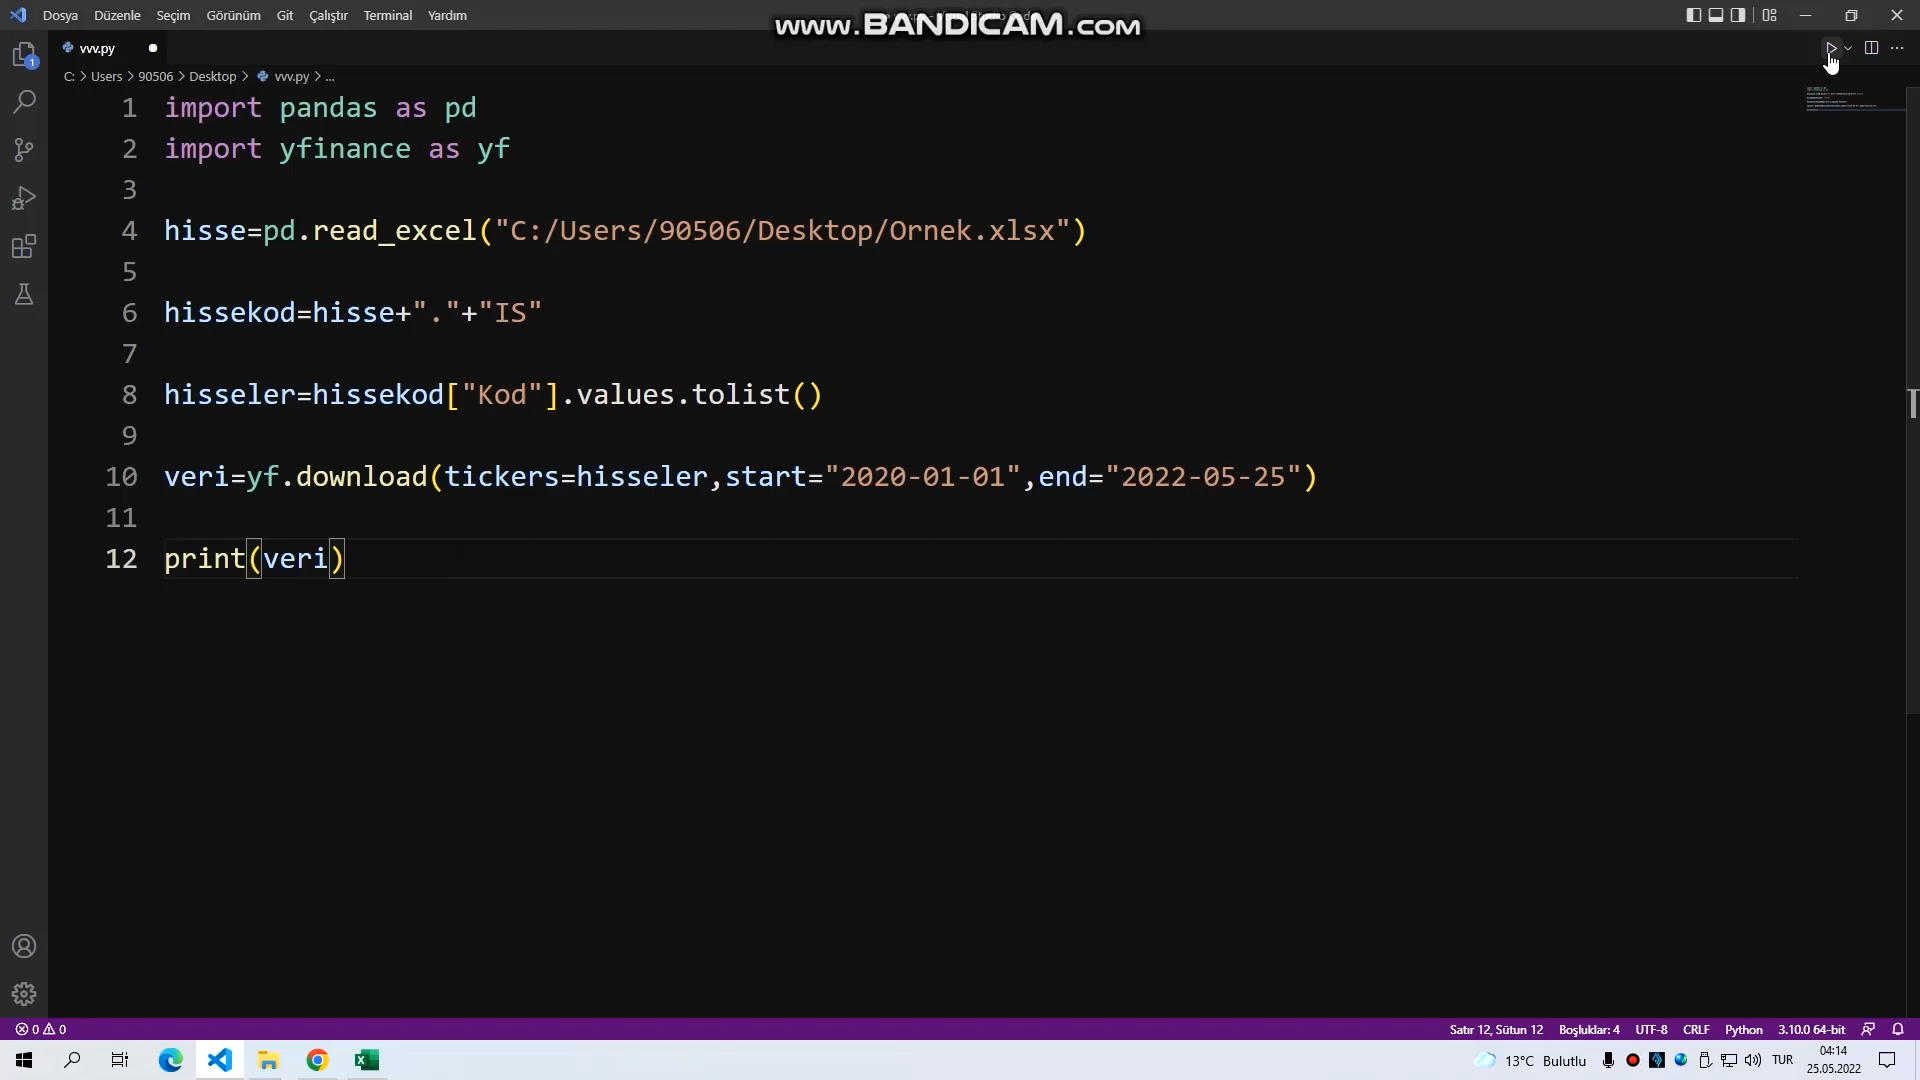 Dosya Düzenle Seçim Görünüm Git Çalıştır Terminal Yardım
www.BANDICAM.com
vvv.py
C: > Users > 90506 > Desktop > vvv.py > ...
1 import pandas as pd
2 import yfinance as yf
3
4 hisse=pd.read_excel("C:/Users/90506/Desktop/Ornek.xlsx")
5
6 hissekod=hisse+"."+"IS"
7
8 hisseler=hissekod["Kod"].values.tolist()
9
10 veri=yf.download(tickers=hisseler,start="2020-01-01",end="2022-05-25")
11
12 print(veri)
1
0 0 Satır 12, Sütun 12 Boşluklar: 4 UTF-8 CRLF Python 3.10.0 64-bit
13°C Bulutlu TUR 04:14
25.05.2022